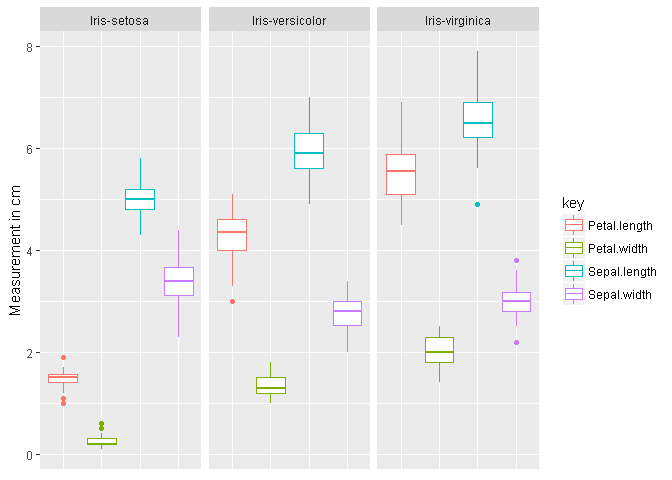 Iris-setosa
Iris-versicolor
Iris-virginica
8
6
4
2
0
Measurement in cm
key
Petal.length
Petal.width
Sepal.length
Sepal.width